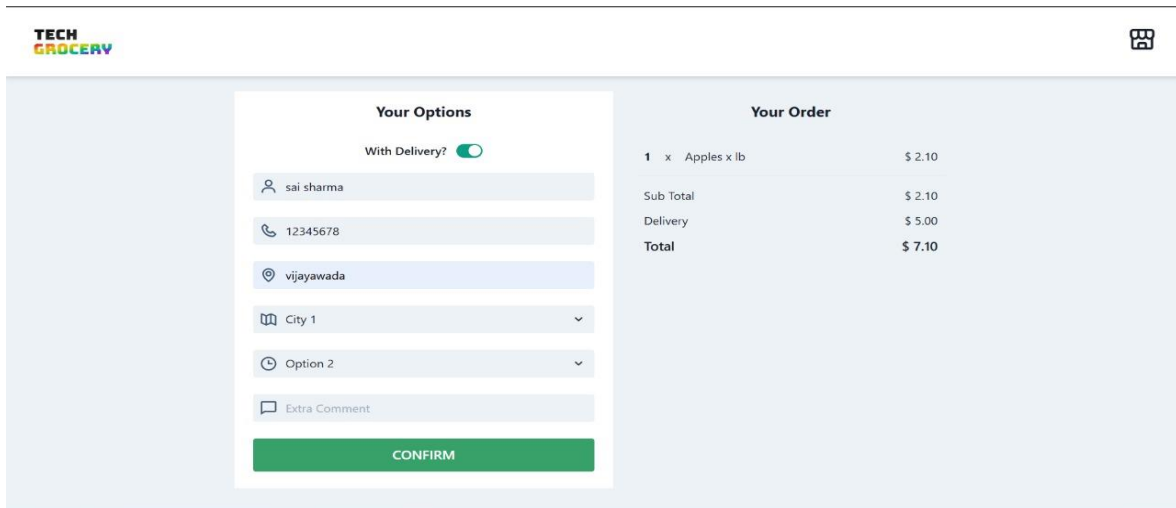 TECH
GROCERY
Your Options
With Delivery?
sai sharma
12345678
vijayawada
City 1
Option 2
Extra Comment
CONFIRM
Your Order
1 x Apples x lb $ 2.10
Sub Total $ 2.10
Delivery $ 5.00
Total $ 7.10